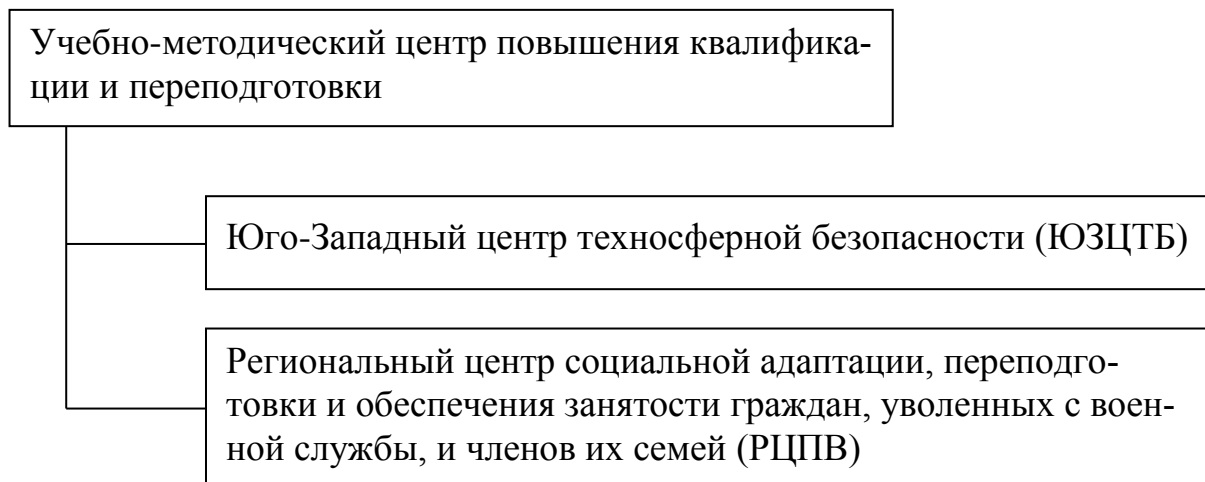 Учебно-методический центр повышения квалифика-
ции и переподготовки
Юго-Западный центр техносферной безопасности (ЮЗЦТБ)
Региональный центр социальной адаптации, переподго-
товки и обеспечения занятости граждан, уволенных с воен-
ной службы, и членов их семей (РЦПВ)